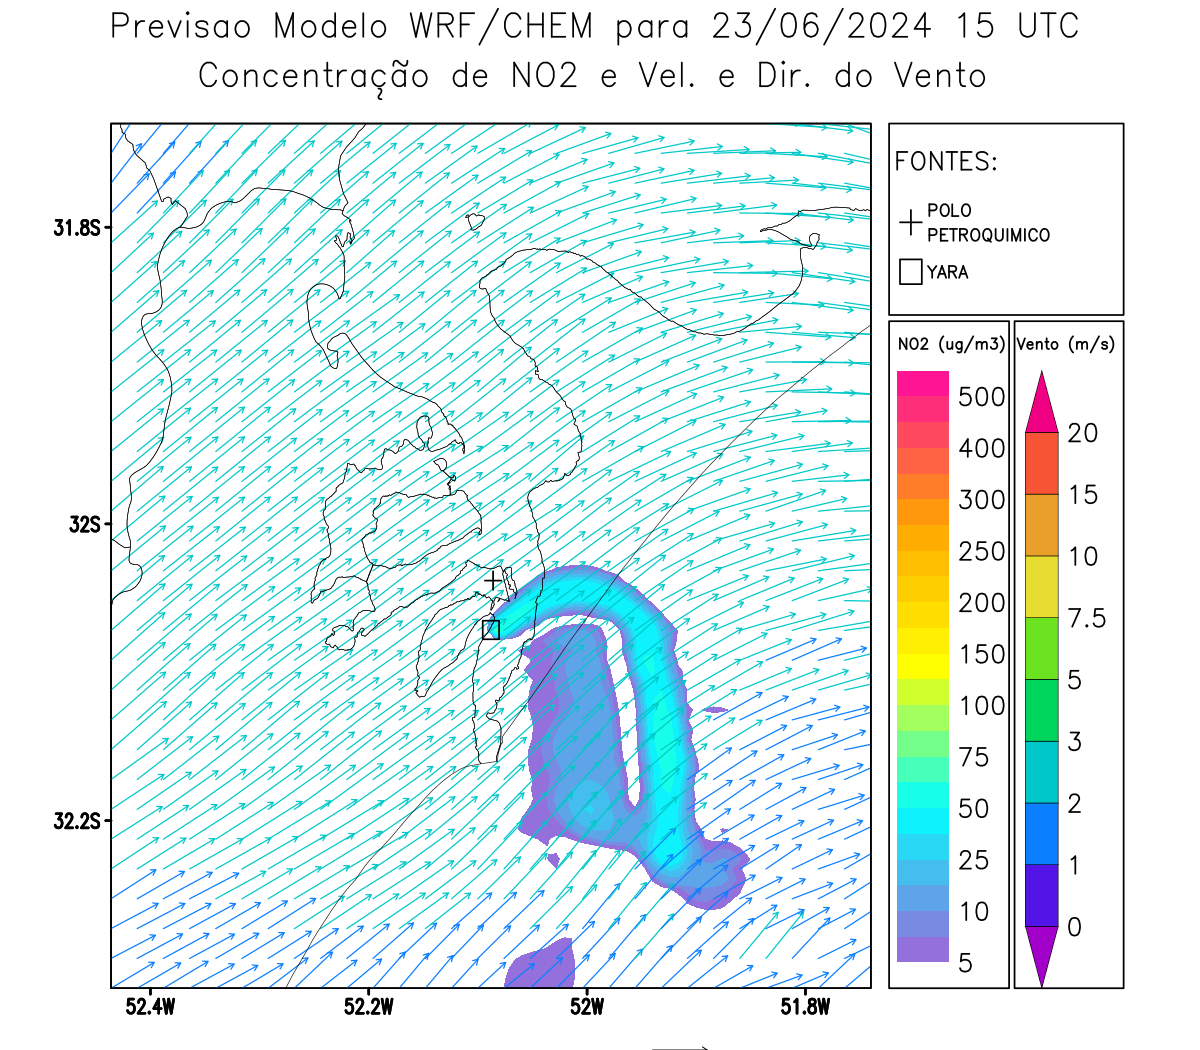 Previsao Modelo WRF/CHEM para 23/06/2024 15 UTC
Concentração de NO2 e Vel. e Dir. do Vento
FONTES:
POLO
PETROQUIMICO
YARA
31.8S
32S
32.2S
52.4W
52.2W
52W
51.8W
NO2 (ug/m3)
500
400
300
250
200
150
100
75
50
25
10
5
Vento (m/s)
20
15
10
7.5
5
3
2
1
0